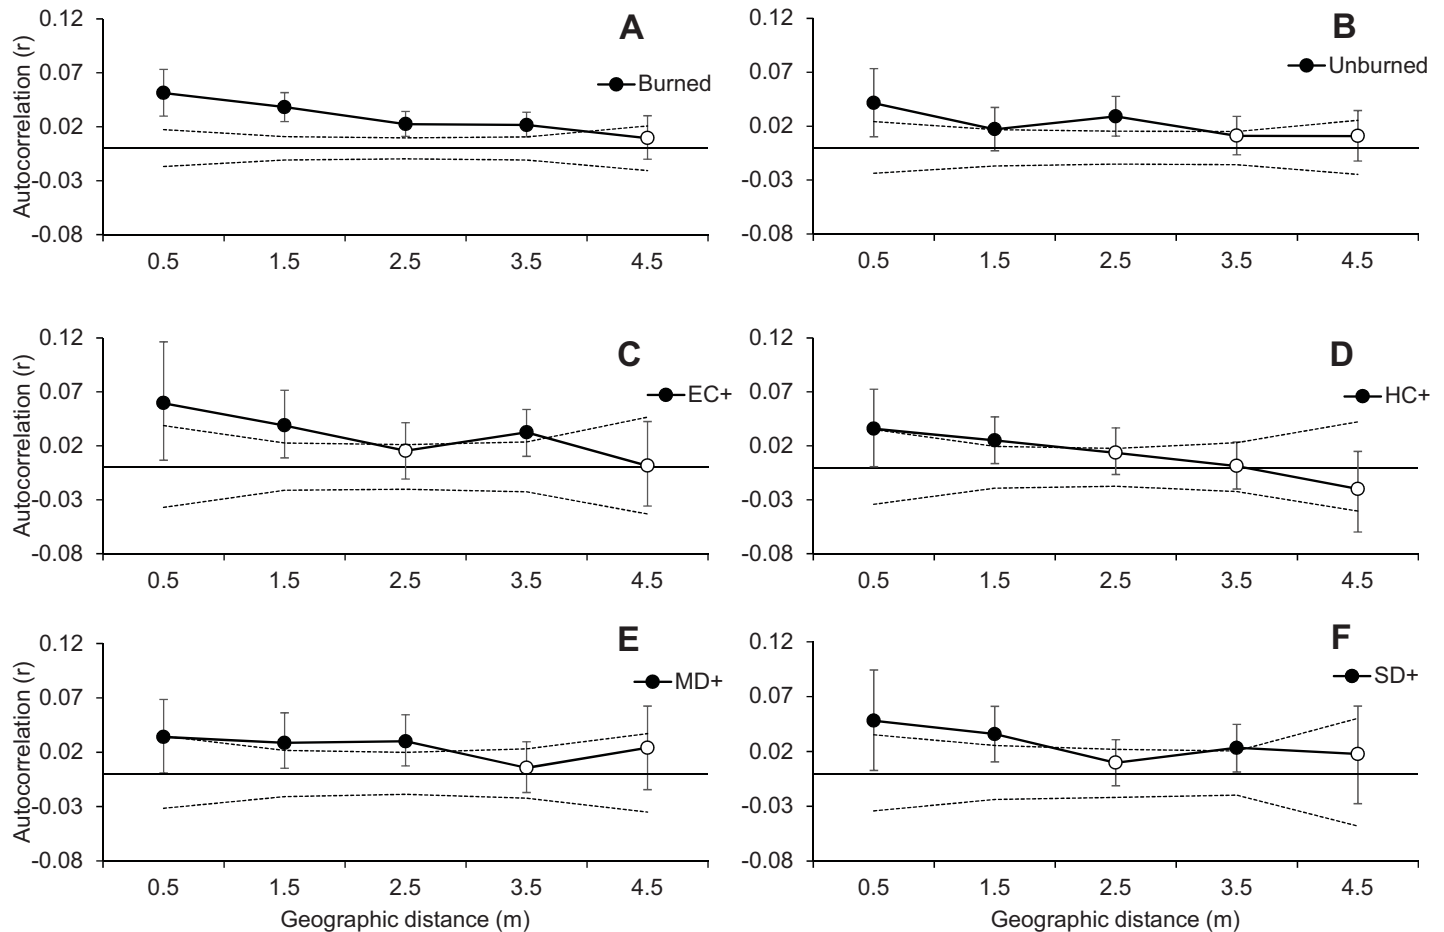 A
Autocorrelation (r)
0.12
0.07
0.02
-0.03
-0.08
Burned
0.5 1.5 2.5 3.5 4.5
B
0.12
0.07
0.02
-0.03
-0.08
Unburned
0.5 1.5 2.5 3.5 4.5
C
Autocorrelation (r)
0.12
0.07
0.02
-0.03
-0.08
EC+
0.5 1.5 2.5 3.5 4.5
D
0.12
0.07
0.02
-0.03
-0.08
HC+
0.5 1.5 2.5 3.5 4.5
E
Autocorrelation (r)
0.12
0.07
0.02
-0.03
-0.08
MD+
0.5 1.5 2.5 3.5 4.5
Geographic distance (m)
F
0.12
0.07
0.02
-0.03
-0.08
SD+
0.5 1.5 2.5 3.5 4.5
Geographic distance (m)